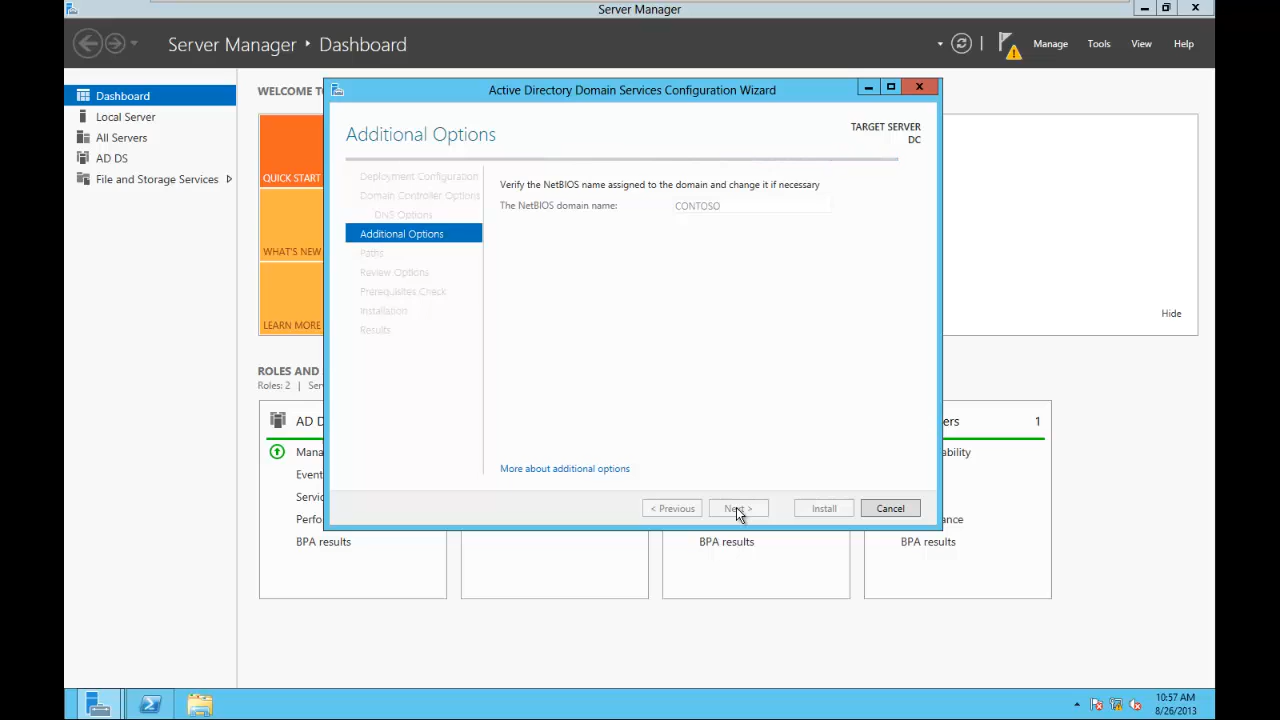 Server Manager
Server Manager • Dashboard
Manage Tools View Help
Dashboard
Local Server
All Servers
AD DS
File and Storage Services
WELCOME T
QUICK START
WHAT'S NEW
LEARN MORE
Hide
Active Directory Domain Services Configuration Wizard
Additional Options
TARGET SERVER
DC
Deployment Configuration
Domain Controller Options
DNS Options
Additional Options
Paths
Review Options
Prerequisites Check
Installation
Results
Verify the NetBIOS name assigned to the domain and change it if necessary
The NetBIOS domain name: CONTOSO
More about additional options
< Previous Next > Install Cancel
ROLES AND
Roles: 2 | Ser
AD D
Mana
Event
Servic
Perfo
BPA results
BPA results
ers 1
ability
ance
BPA results
10:57 AM
8/26/2013